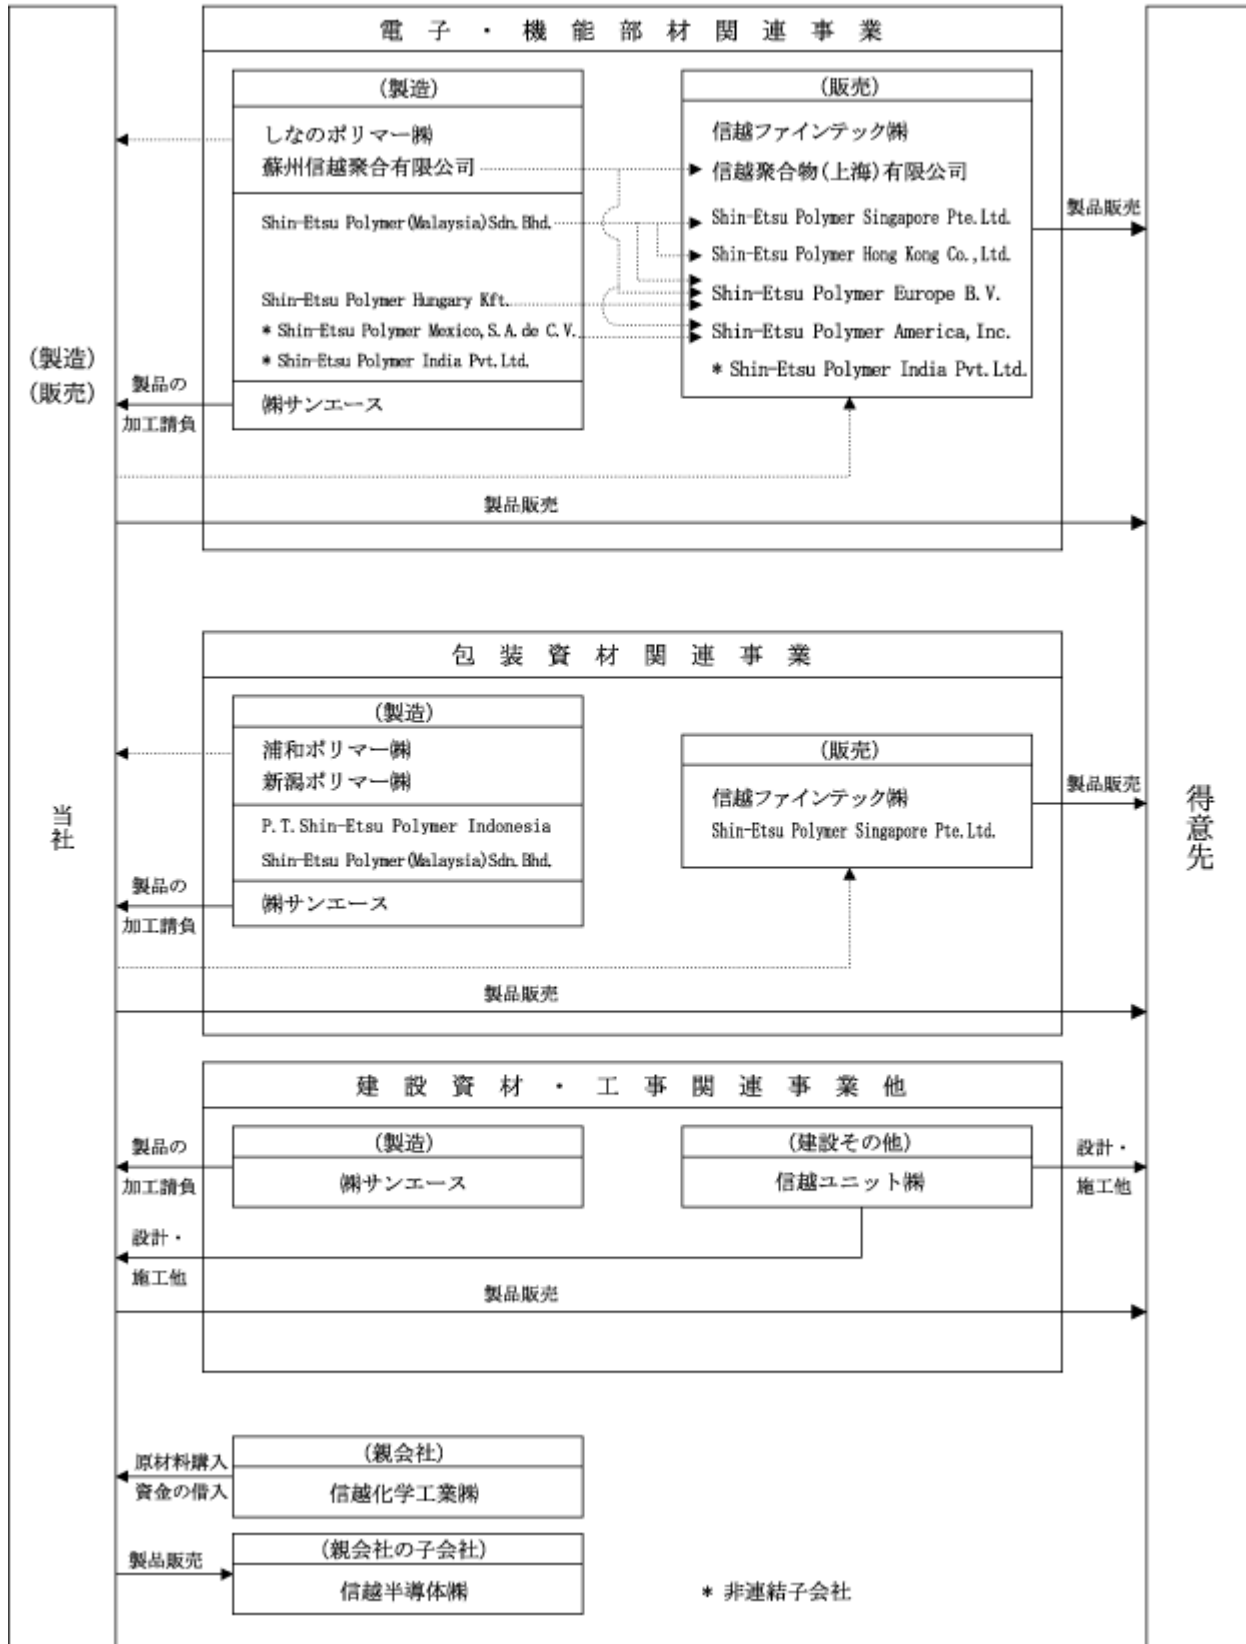 電子・機能部材関連事業
(製造)
しなのポリマー㈱
蘇州信越聚合有限公司
Shin-Etsu Polymer(Malaysia)Sdn.Bhd.
Shin-Etsu Polymer Hungary Kft.
* Shin-Etsu Polymer Mexico,S.A.de C.V.
* Shin-Etsu Polymer India Pvt.Ltd.
㈱サンエース
(販売)
信越ファインテック㈱
信越聚合物(上海)有限公司
Shin-Etsu Polymer Singapore Pte.Ltd.
Shin-Etsu Polymer Hong Kong Co.,Ltd.
Shin-Etsu Polymer Europe B.V.
Shin-Etsu Polymer America,Inc.
* Shin-Etsu Polymer India Pvt.Ltd.
製品販売
(製造)
(販売)
製品の
加工請負
製品販売
包装資材関連事業
(製造)
浦和ポリマー㈱
新潟ポリマー㈱
P.T.Shin-Etsu Polymer Indonesia
Shin-Etsu Polymer(Malaysia)Sdn.Bhd.
㈱サンエース
(販売)
信越ファインテック㈱
Shin-Etsu Polymer Singapore Pte.Ltd.
製品販売
当社
得意先
製品の
加工請負
製品販売
建設資材・工事関連事業他
(製造)
㈱サンエース
(建設その他)
信越ユニット㈱
製品の
加工請負
設計・
施工他
設計・
施工他
製品販売
原材料購入
資金の借入
(親会社)
信越化学工業㈱
製品販売
(親会社の子会社)
信越半導体㈱
* 非連結子会社